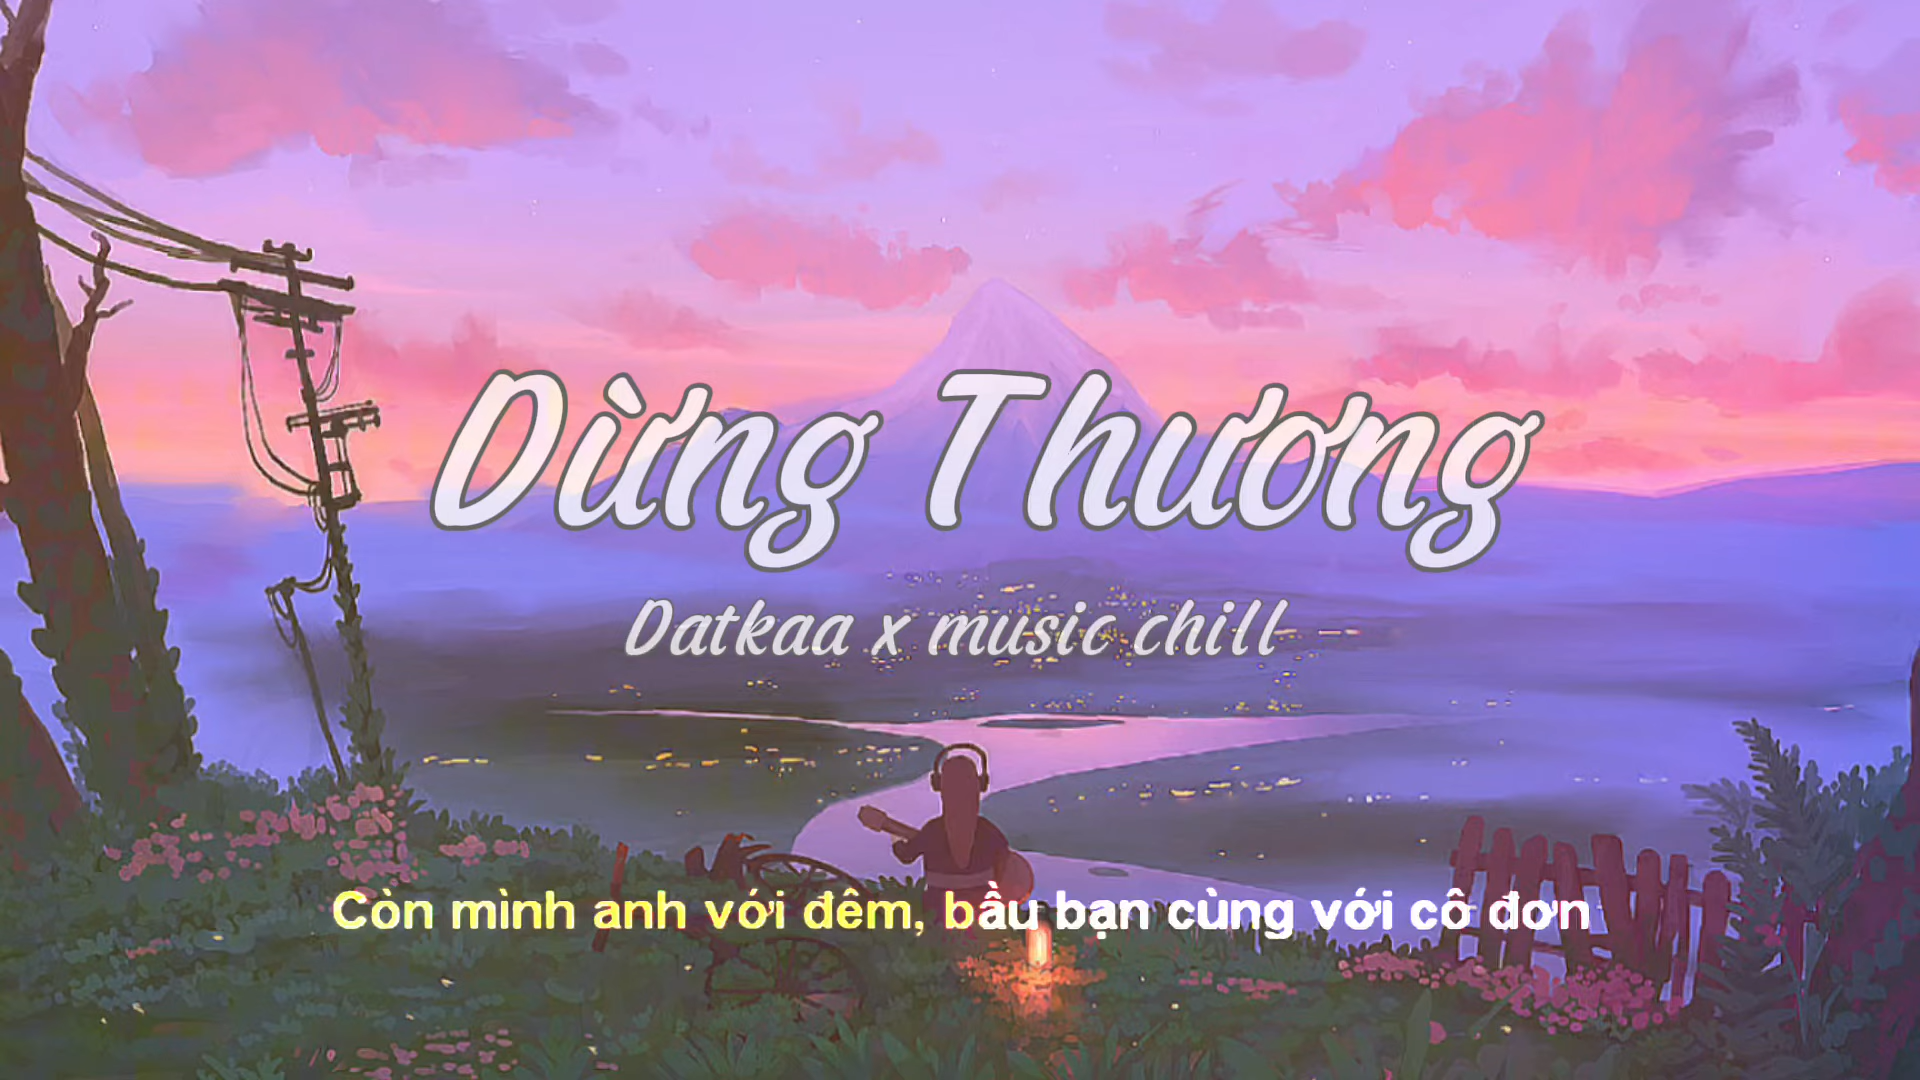 Dừng Thương
Datkaa x music chill
Còn mình anh với đêm, bầu bạn cùng với cô đơn